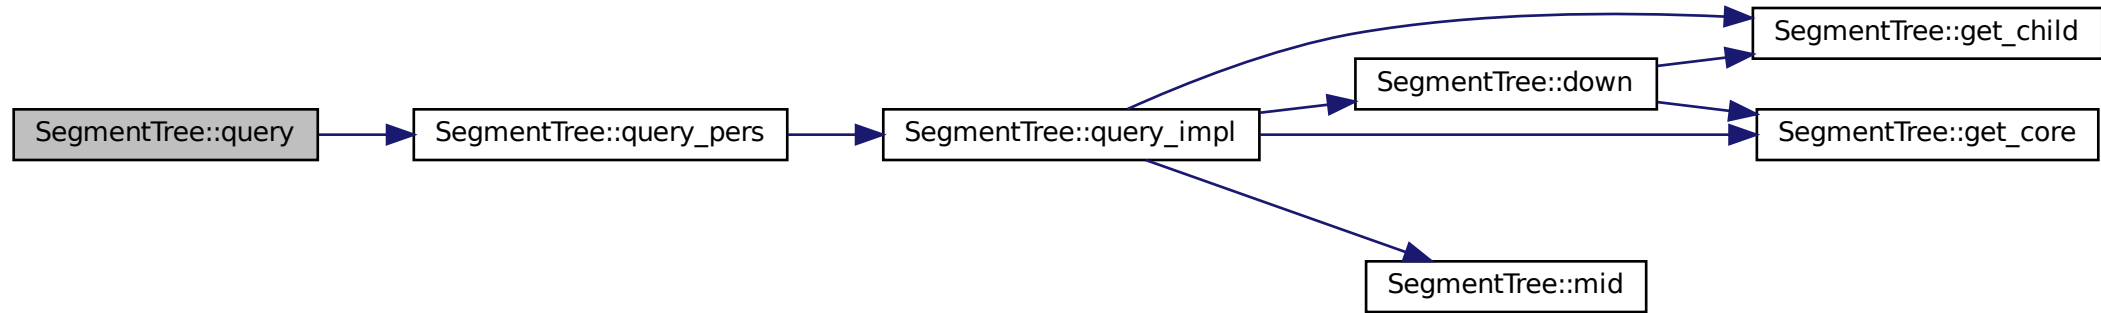 SegmentTree::query
SegmentTree::query_pers
SegmentTree::query_impl
SegmentTree::get_child
SegmentTree::down
SegmentTree::get_core
SegmentTree::mid